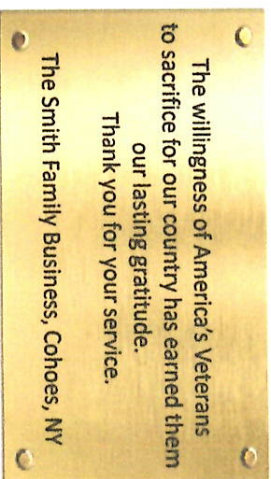 The willingness of America's Veterans
to sacrifice for our country has earned them
our lasting gratitude.
Thank you for your service.
The Smith Family Business, Cohoes, NY